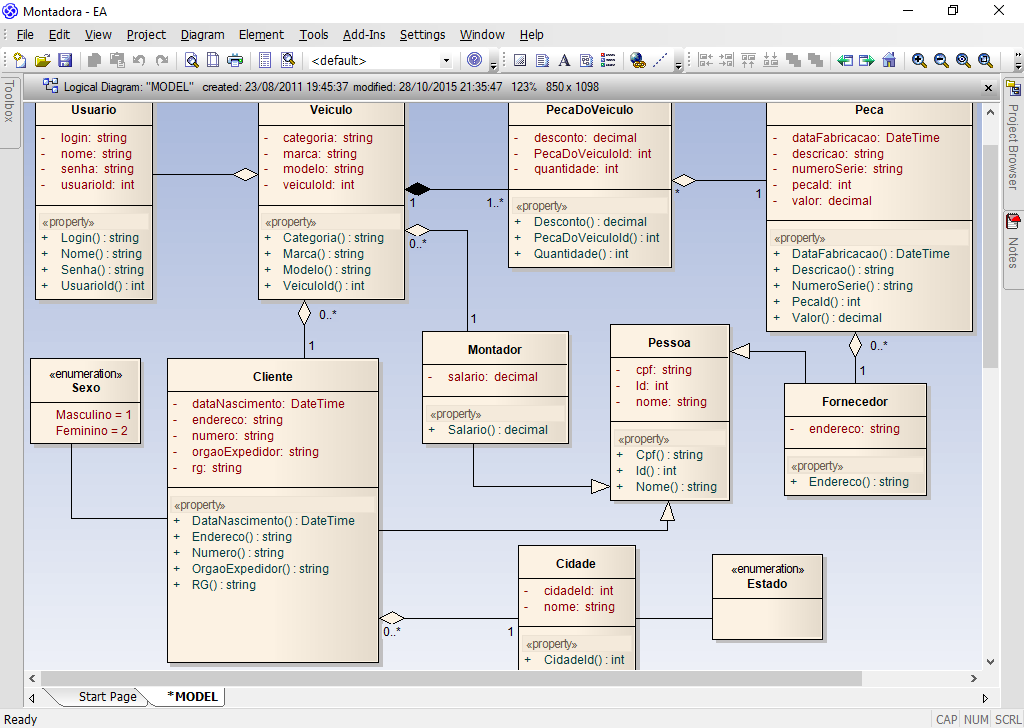 Montadora - EA
File Edit View Project Diagram Element Tools Add-Ins Settings Window Help
<default>
Toolbox
Logical Diagram: "MODEL" created: 23/08/2011 19:45:37 modified: 28/10/2015 21:35:47 123% 850 x 1098
Project Browser
Notes
Usuario
- login: string
- nome: string
- senha: string
- usuarioId: int
«property»
+ Login() : string
+ Nome() : string
+ Senha() : string
+ UsuarioId() : int
Veiculo
- categoria: string
- marca: string
- modelo: string
- veiculoId: int
«property»
+ Categoria() : string
+ Marca() : string
+ Modelo() : string
+ VeiculoId() : int
1
1..*
0..*
1
0..*
1
PecaDoVeiculo
- desconto: decimal
- PecaDoVeiculoId: int
- quantidade: int
«property»
+ Desconto() : decimal
+ PecaDoVeiculoId() : int
+ Quantidade() : int
*
1
Peca
- dataFabricacao: DateTime
- descricao: string
- numeroSerie: string
- pecaId: int
- valor: decimal
«property»
+ DataFabricacao() : DateTime
+ Descricao() : string
+ NumeroSerie() : string
+ PecaId() : int
+ Valor() : decimal
0..*
1
«enumeration»
Sexo
Masculino = 1
Feminino = 2
Cliente
- dataNascimento: DateTime
- endereco: string
- numero: string
- orgaoExpedidor: string
- rg: string
«property»
+ DataNascimento() : DateTime
+ Endereco() : string
+ Numero() : string
+ OrgaoExpedidor() : string
+ RG() : string
0..*
1
Montador
- salario: decimal
«property»
+ Salario() : decimal
Pessoa
- cpf: string
- Id: int
- nome: string
«property»
+ Cpf() : string
+ Id() : int
+ Nome() : string
Fornecedor
- endereco: string
«property»
+ Endereco() : string
Cidade
- cidadeId: int
- nome: string
«property»
+ CidadeId() : int
«enumeration»
Estado
Start Page *MODEL
Ready CAP NUM SCRL